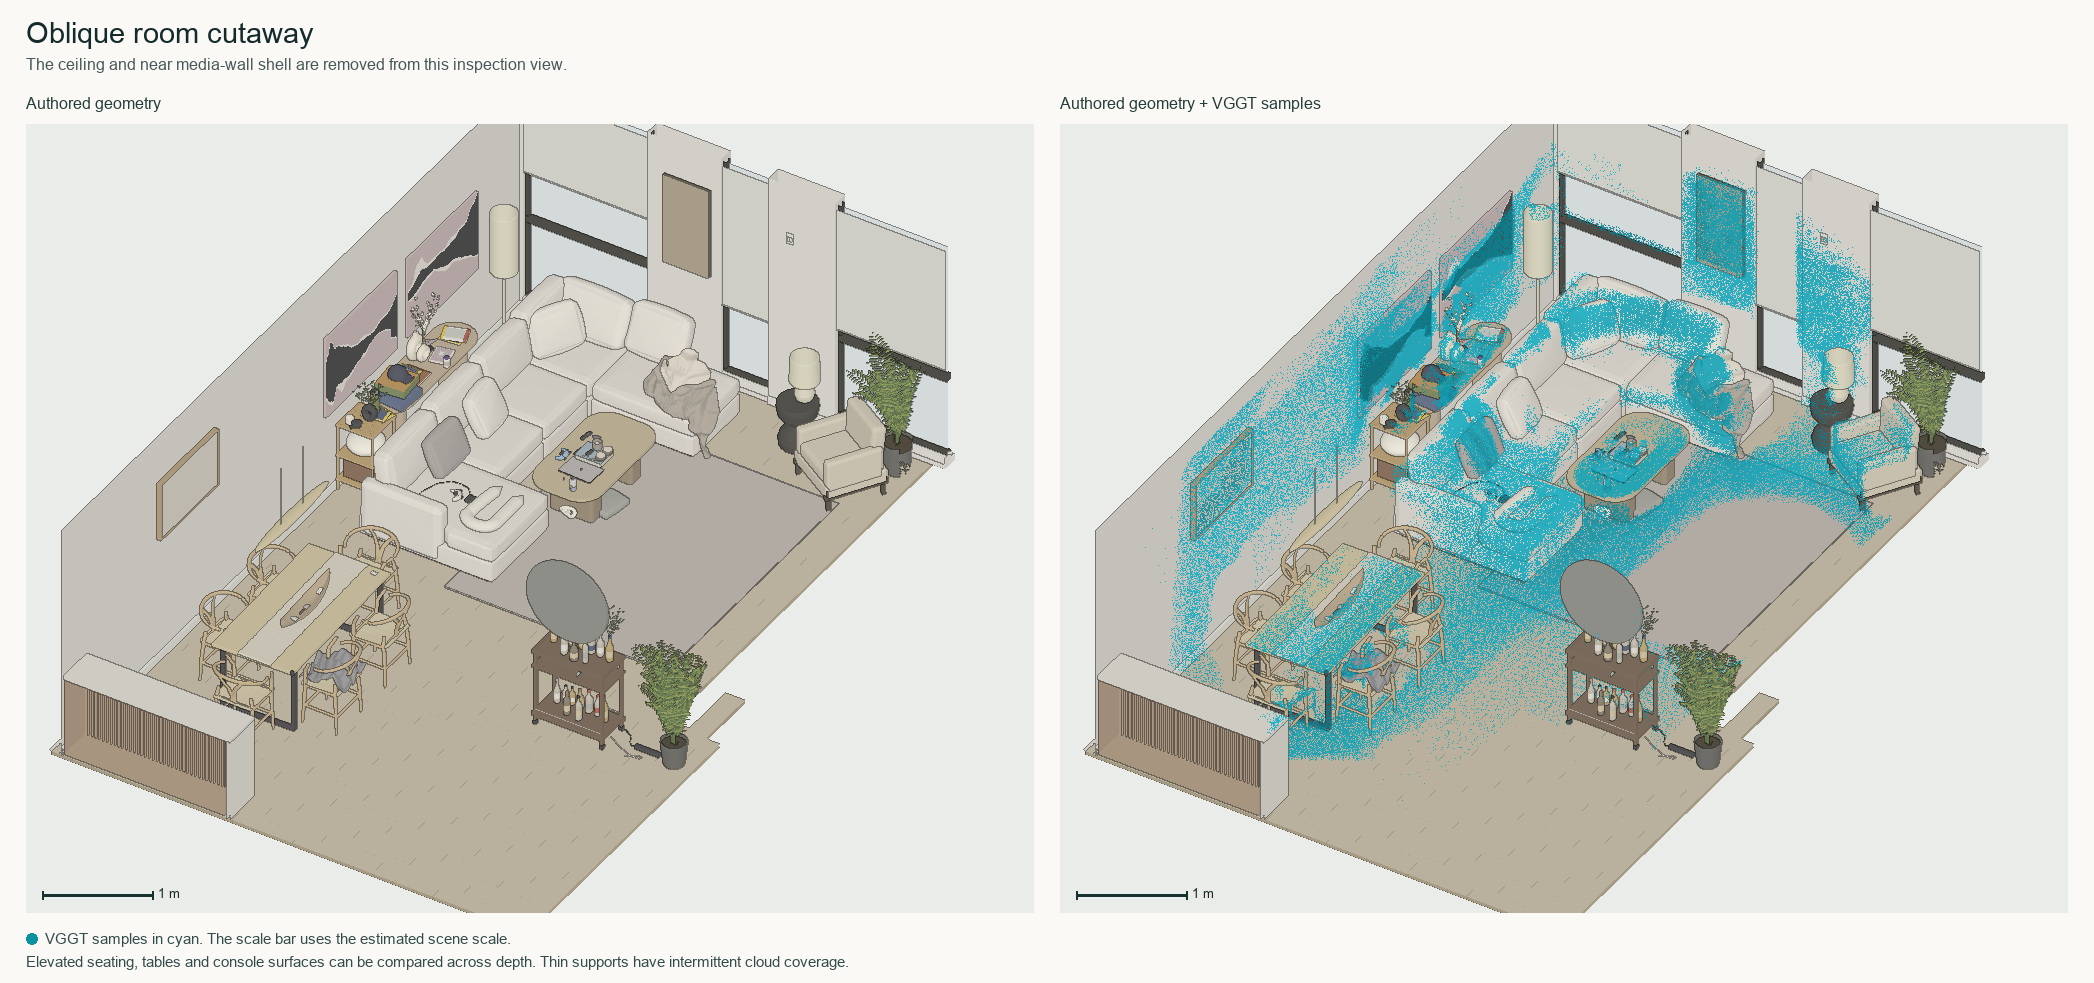 Oblique room cutaway
The ceiling and near media-wall shell are removed from this inspection view.
Authored geometry
Authored geometry + VGGT samples
1 m
1 m
VGGT samples in cyan. The scale bar uses the estimated scene scale.
Elevated seating, tables and console surfaces can be compared across depth. Thin supports have intermittent cloud coverage.